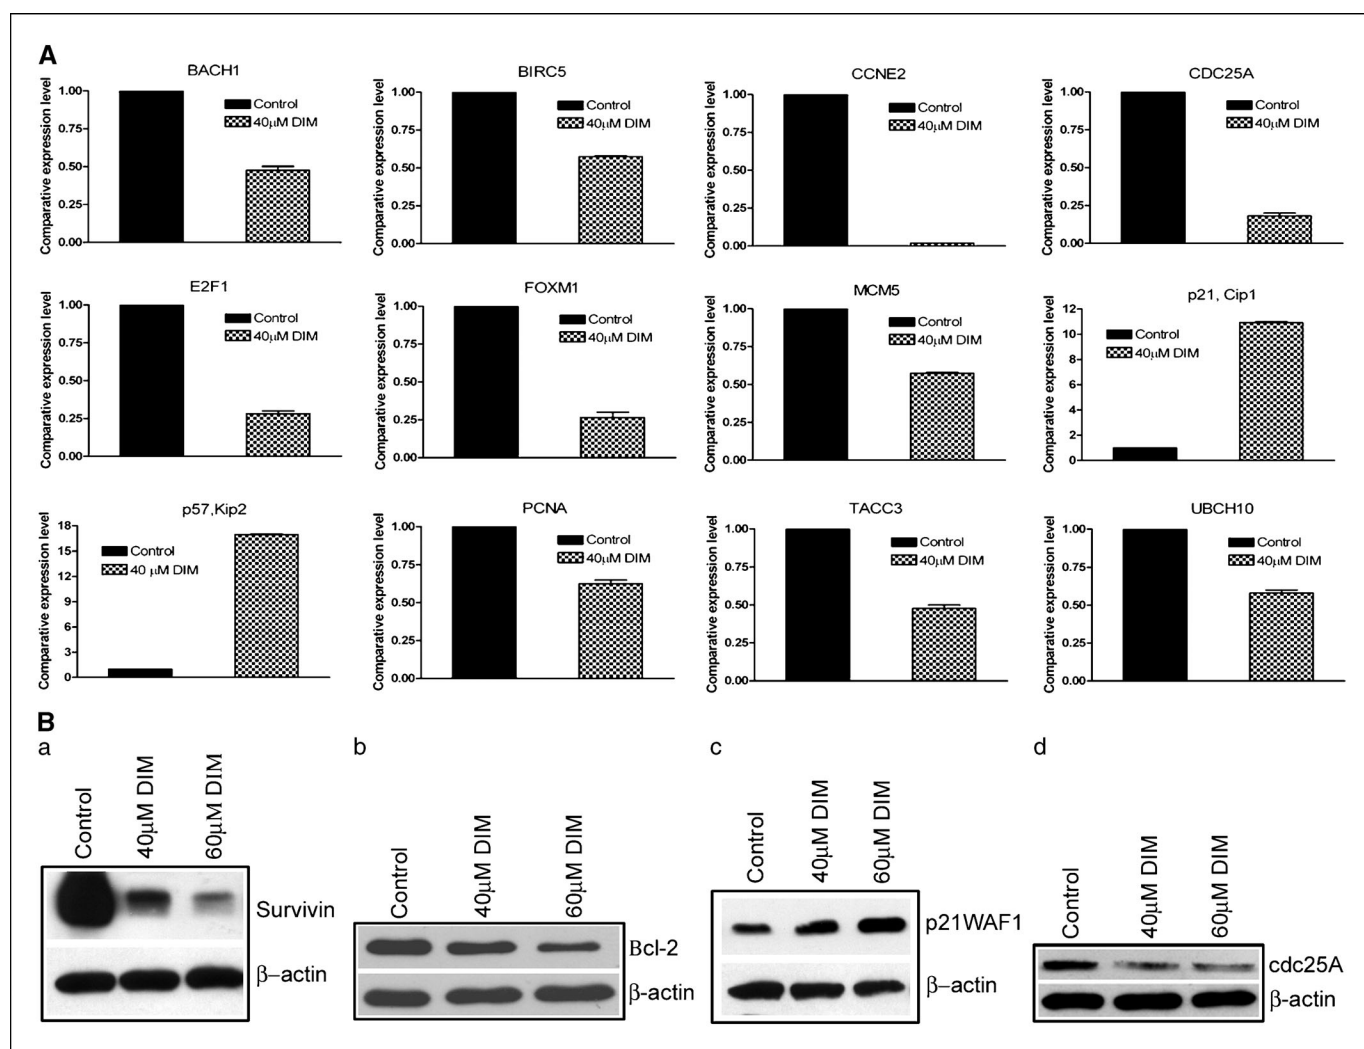 A
BACH1
Comparative expression level
1.00
0.75
0.50
0.25
0.00
Control
40μM DIM
BIRC5
Comparative expression level
1.00
0.75
0.50
0.25
0.00
Control
40μM DIM
CCNE2
Comparative expression level
1.00
0.75
0.50
0.25
0.00
Control
40μM DIM
CDC25A
Comparative expression level
1.00
0.75
0.50
0.25
0.00
Control
40μM DIM
E2F1
Comparative expression level
1.00
0.75
0.50
0.25
0.00
Control
40μM DIM
FOXM1
Comparative expression level
1.00
0.75
0.50
0.25
0.00
Control
40μM DIM
MCM5
Comparative expression level
1.00
0.75
0.50
0.25
0.00
Control
40μM DIM
p21, Cip1
Comparative expression level
12
10
8
6
4
2
0
Control
40μM DIM
p57,Kip2
Comparative expression level
18
15
12
9
6
3
0
Control
40 μM DIM
PCNA
Comparative expression level
1.00
0.75
0.50
0.25
0.00
Control
40μM DIM
TACC3
Comparative expression level
1.00
0.75
0.50
0.25
0.00
Control
40μM DIM
UBCH10
Comparative expression level
1.00
0.75
0.50
0.25
0.00
Control
40μM DIM
B
a
Control
40μM DIM
60μM DIM
Survivin
β–actin
b
Control
40μM DIM
60μM DIM
Bcl-2
β-actin
c
Control
40μM DIM
60μM DIM
p21WAF1
β–actin
d
Control
40μM DIM
60μM DIM
cdc25A
β-actin